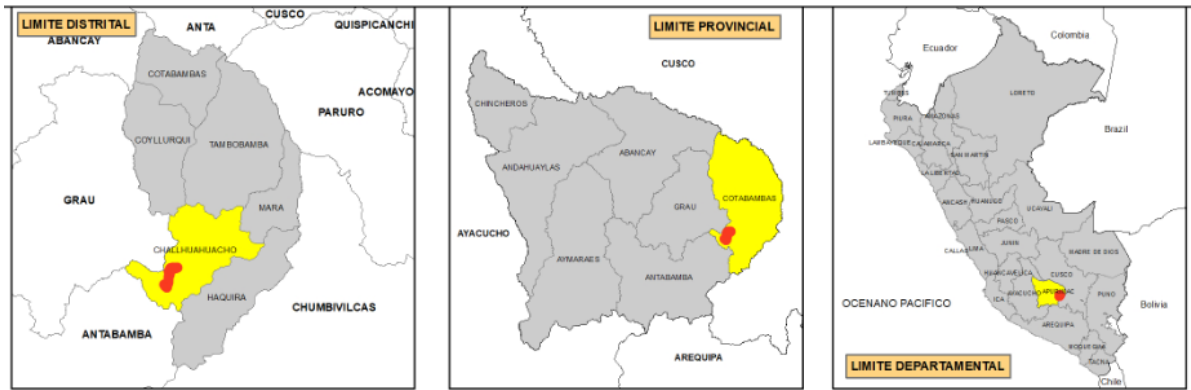 LIMITE DISTRITAL
ANTA
CUSCO
QUISPICANCHI
ABANCAY
COTABAMBAS
ACOMAYO
PARURO
COYLLURQUI
TAMBOBAMBA
GRAU
MARA
CHALLHUAHUACHO
HAQUIRA
CHUMBIVILCAS
ANTABAMBA
LIMITE PROVINCIAL
CUSCO
CHINCHEROS
ABANCAY
ANDAHUAYLAS
COTABAMBAS
GRAU
AYACUCHO
AYMARAES
ANTABAMBA
AREQUIPA
Ecuador
Colombia
TUMBES
LORETO
PIURA
AMAZONAS
Brazil
LAMBAYEQUE
CAJAMARCA
SAN MARTIN
LA LIBERTAD
ANCASH
HUANUCO
UCAYALI
PASCO
CALLAO
LIMA
JUNIN
MADRE DE DIOS
HUANCAVELICA
CUSCO
ICA
AYACUCHO
APURIMAC
PUNO
OCENANO PACIFICO
Bolivia
AREQUIPA
MOQUEGUA
TACNA
LIMITE DEPARTAMENTAL
Chile